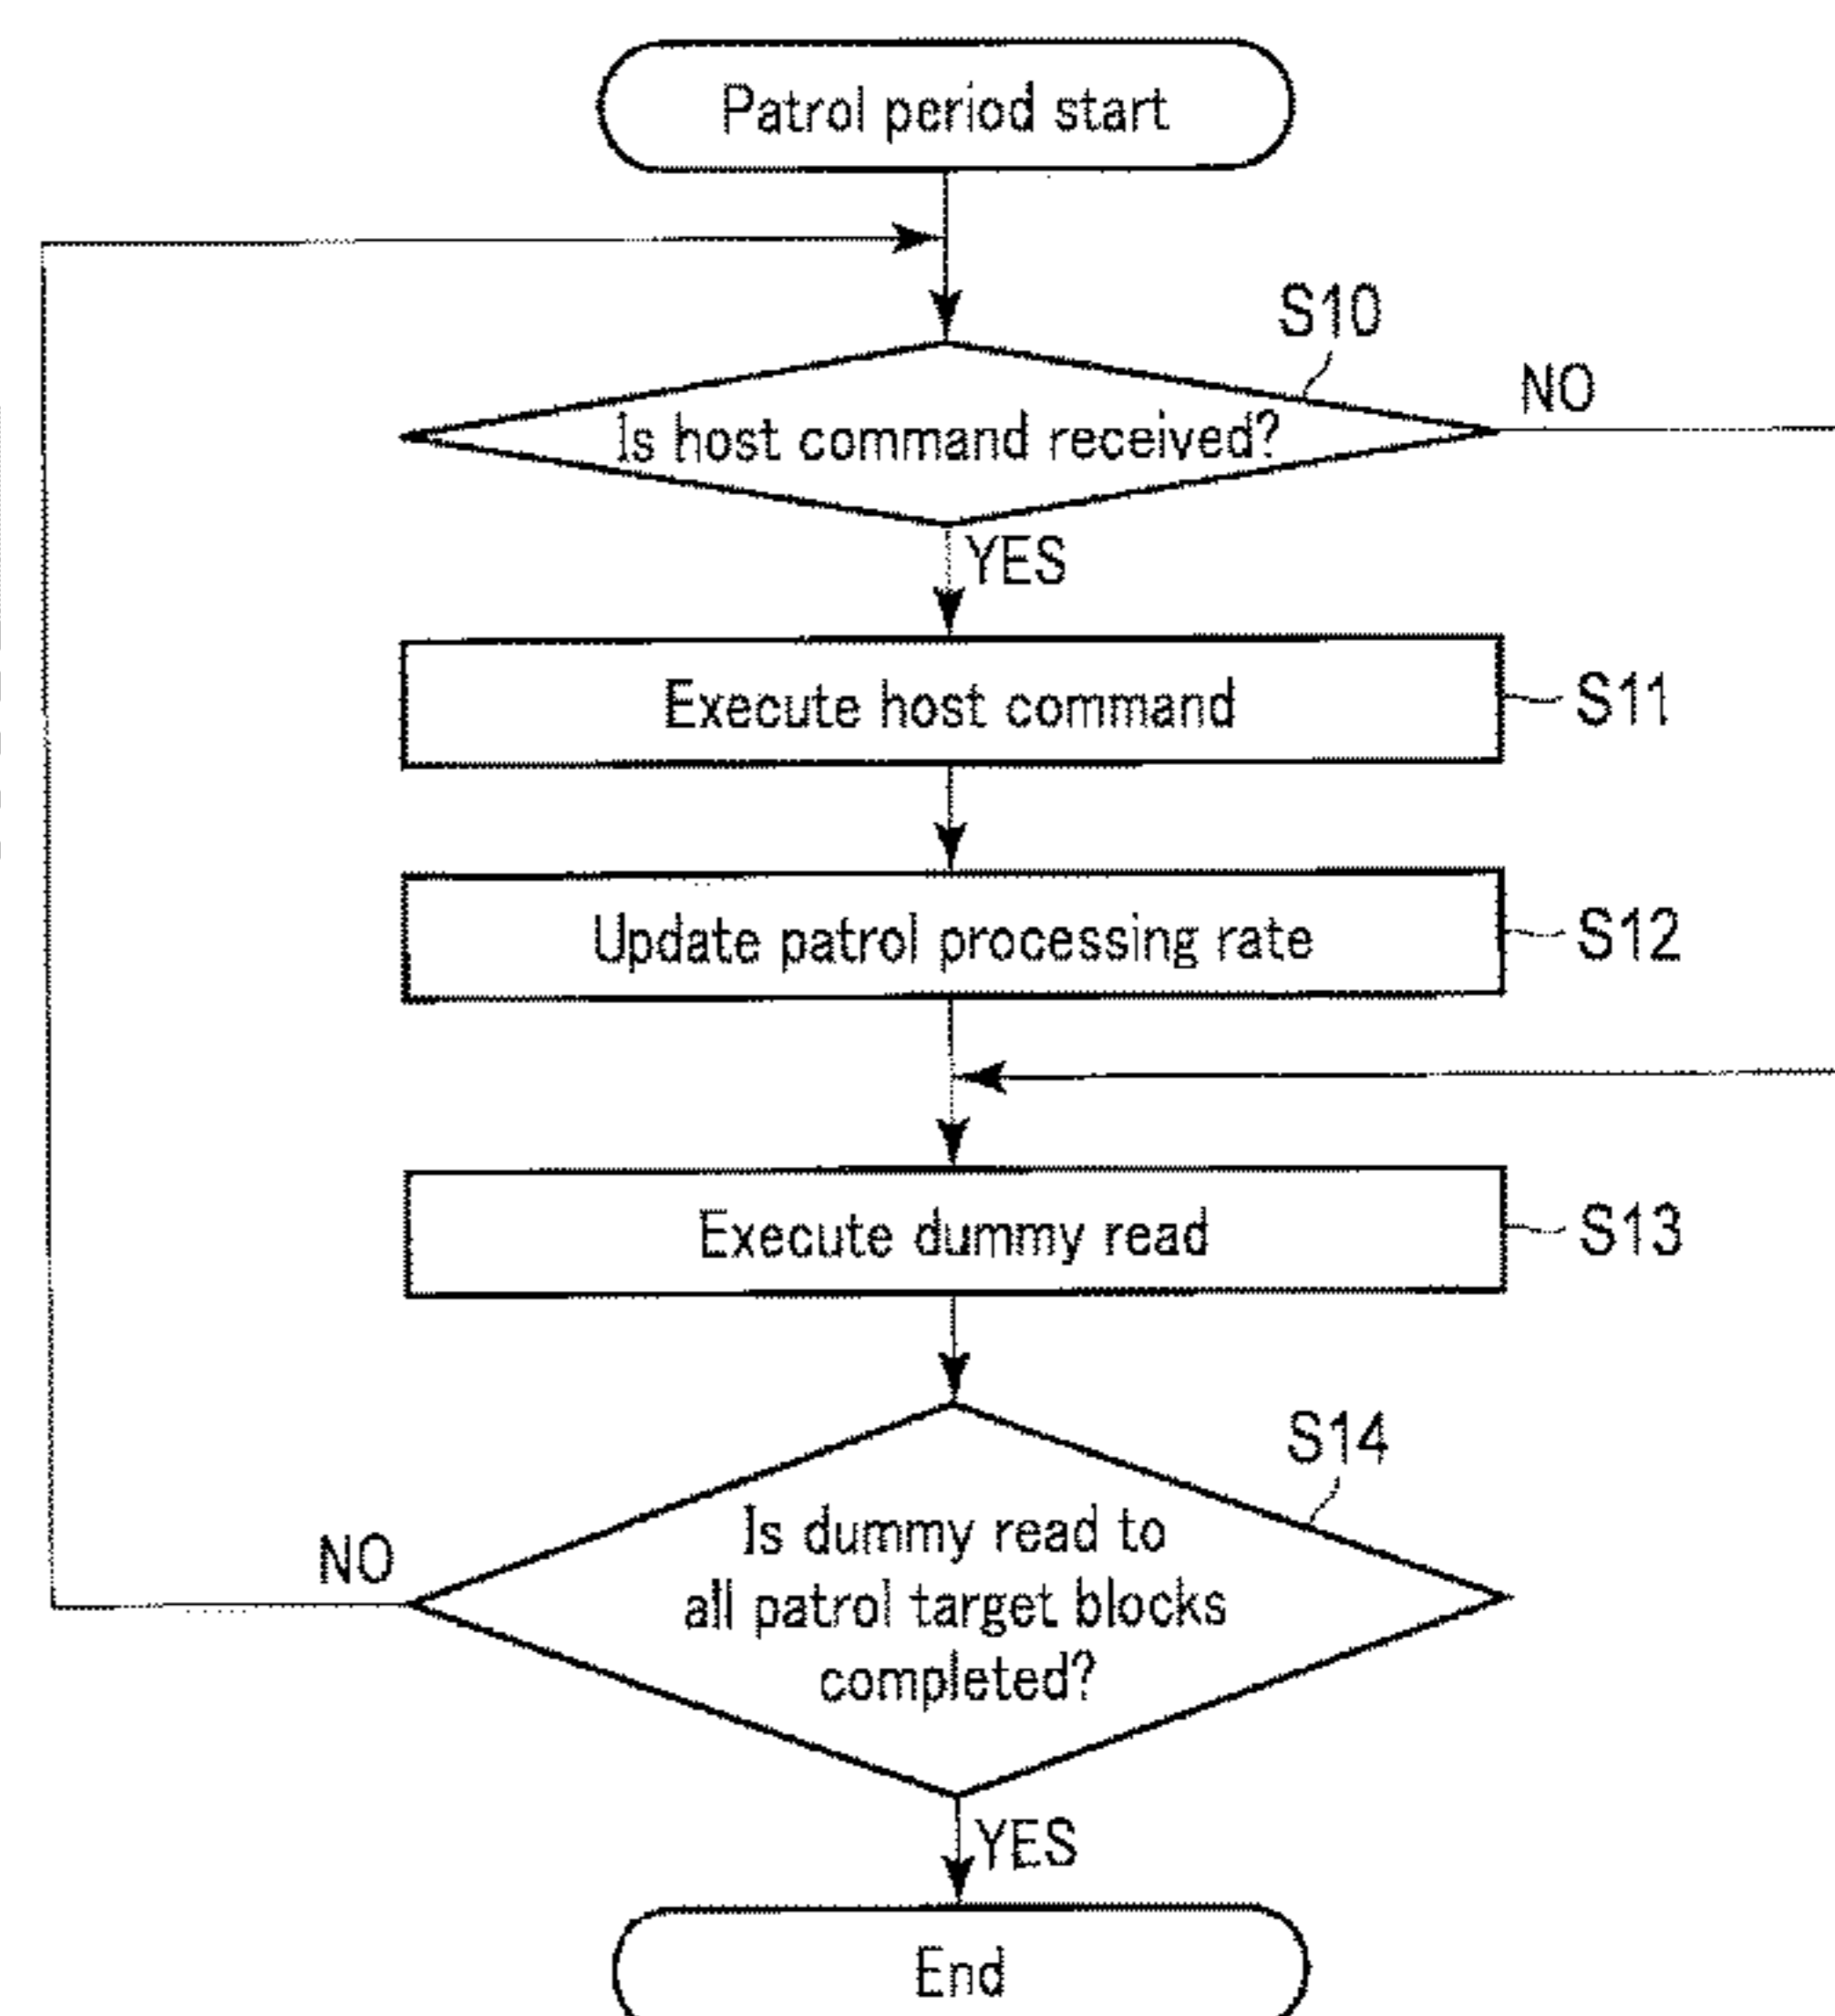 Patrol period start
S10
NO
Is host command received?
YES
Execute host command
S11
Update patrol processing rate
S12
Execute dummy read
S13
S14
NO
Is dummy read to
all patrol target blocks
completed?
YES
End